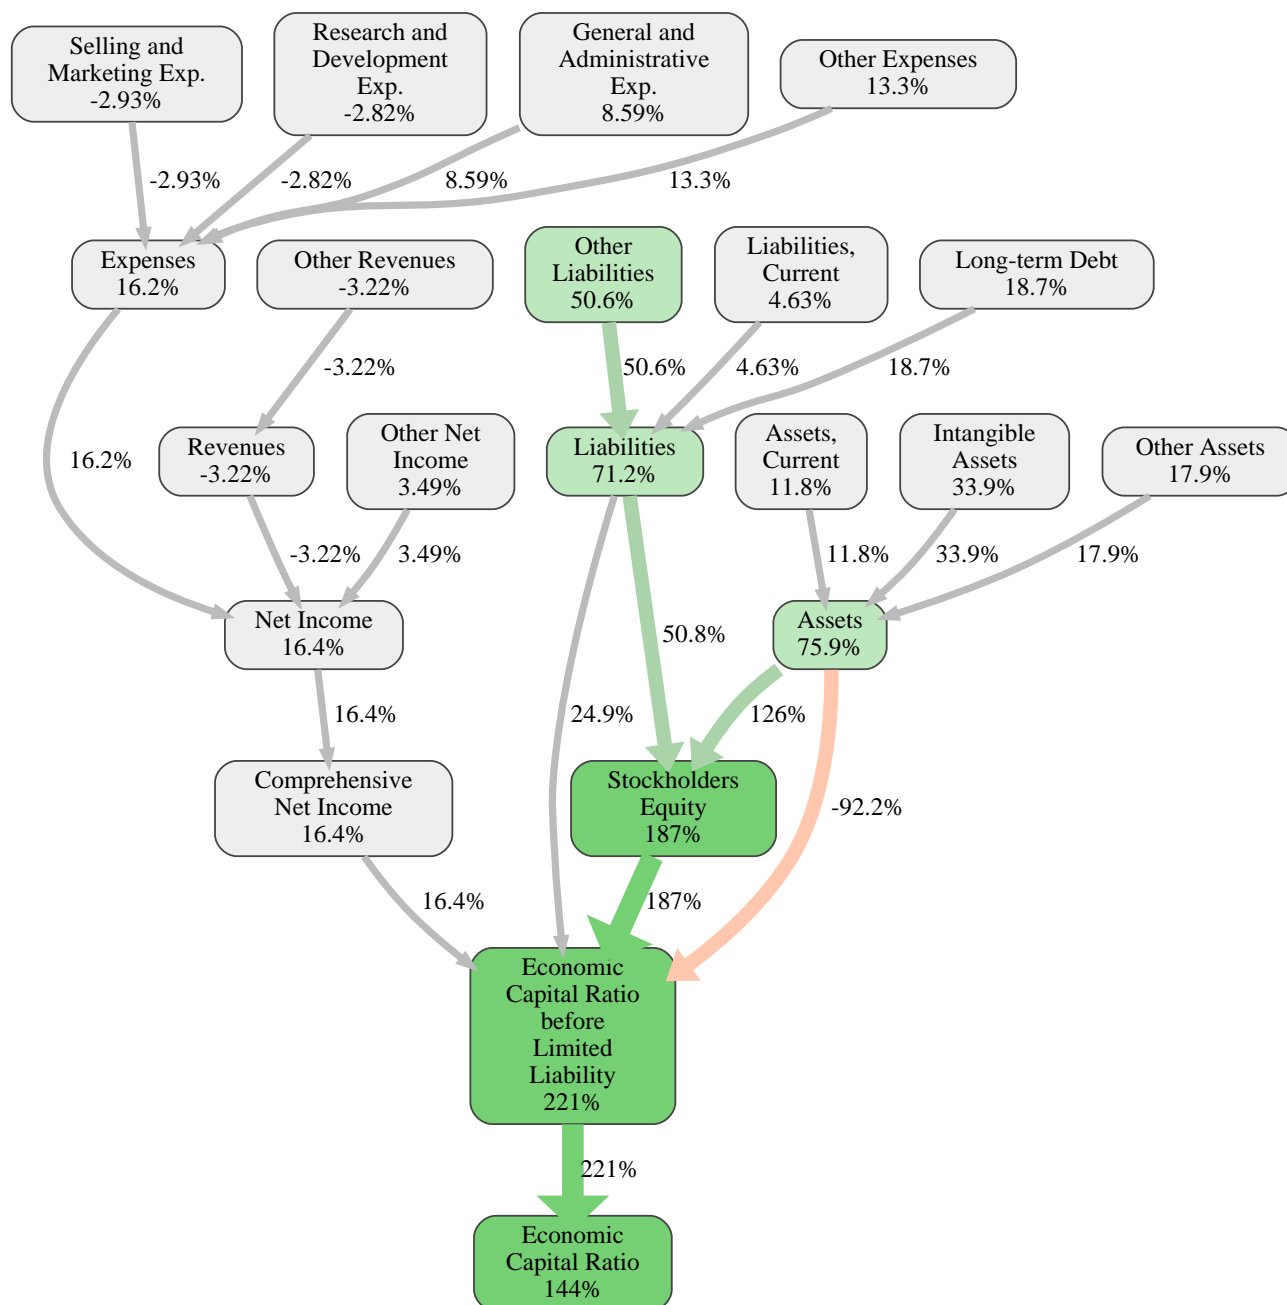 Selling and
Marketing Exp.
-2.93%
Research and
Development
Exp.
-2.82%
General and
Administrative
Exp.
8.59%
Other Expenses
13.3%
-2.93%
-2.82%
8.59%
13.3%
Expenses
16.2%
Other Revenues
-3.22%
Other
Liabilities
50.6%
Liabilities,
Current
4.63%
Long-term Debt
18.7%
-3.22%
50.6%
4.63%
18.7%
16.2%
Revenues
-3.22%
Other Net
Income
3.49%
Liabilities
71.2%
Assets,
Current
11.8%
Intangible
Assets
33.9%
Other Assets
17.9%
-3.22%
3.49%
11.8%
33.9%
17.9%
Net Income
16.4%
50.8%
Assets
75.9%
16.4%
24.9%
126%
Comprehensive
Net Income
16.4%
Stockholders
Equity
187%
-92.2%
16.4%
187%
Economic
Capital Ratio
before
Limited
Liability
221%
221%
Economic
Capital Ratio
144%